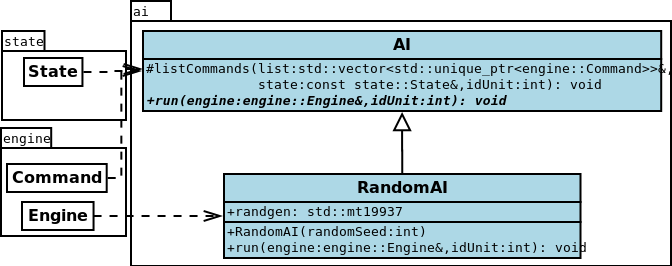 ai
state
State
AI
#listCommands(list:std::vector<std::unique_ptr<engine::Command>>&,
state:const state::State&,idUnit:int): void
+run(engine:engine::Engine&,idUnit:int): void
engine
Command
Engine
RandomAI
+randgen: std::mt19937
+RandomAI(randomSeed:int)
+run(engine:engine::Engine&,idUnit:int): void